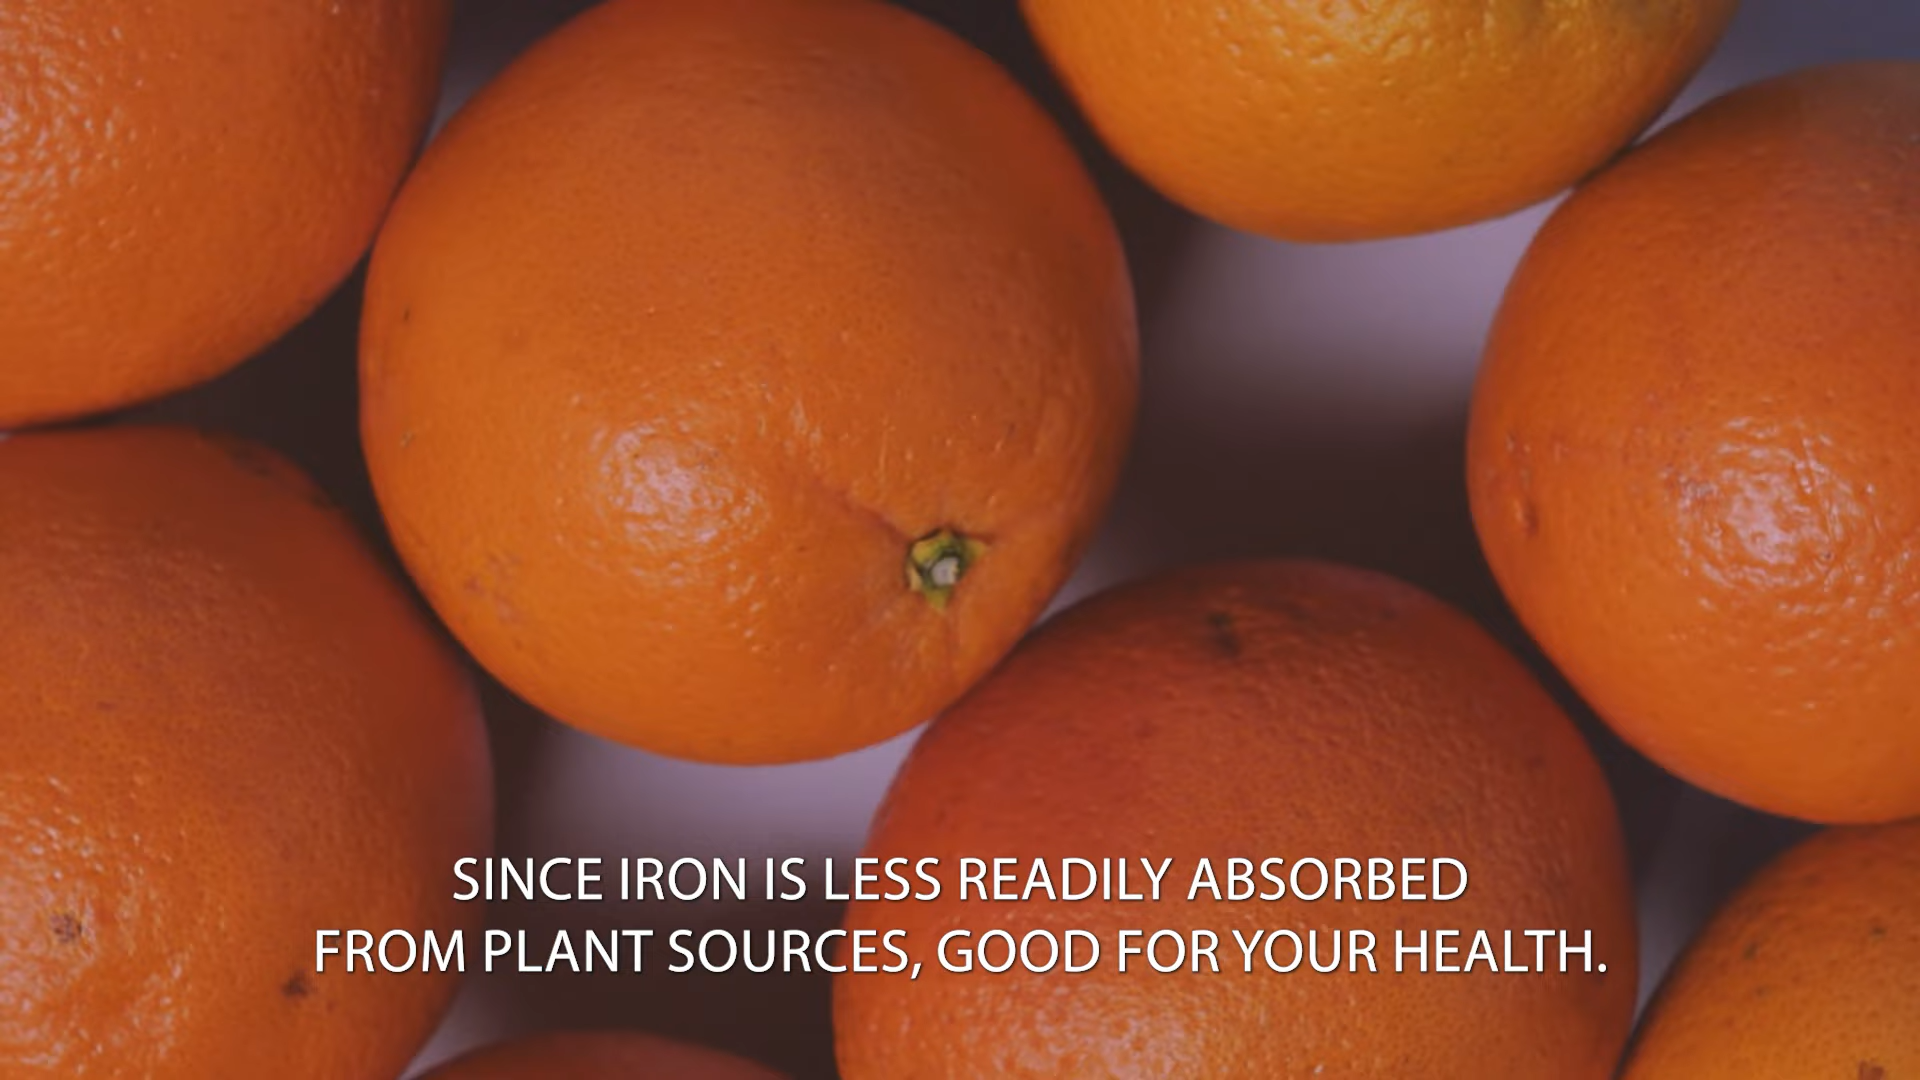 SINCE IRON IS LESS READILY ABSORBED
FROM PLANT SOURCES, GOOD FOR YOUR HEALTH.